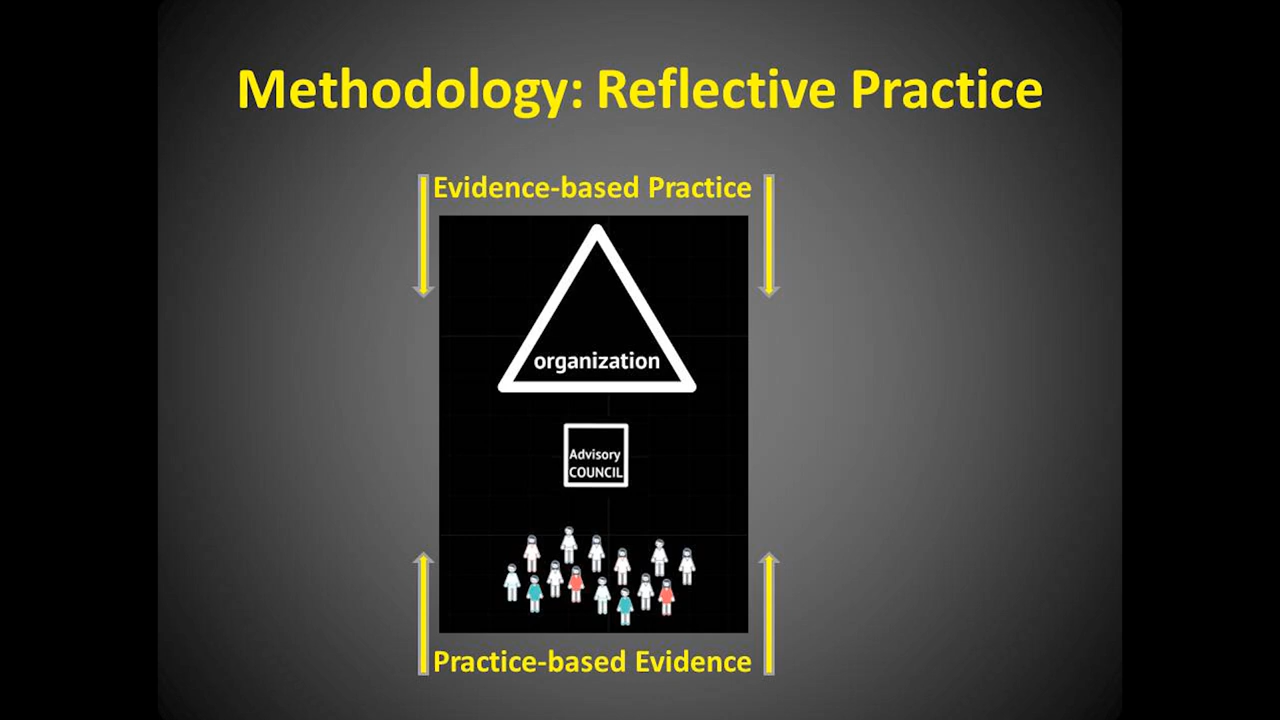 Methodology: Reflective Practice
Evidence-based Practice
organization
Advisory
COUNCIL
Practice-based Evidence